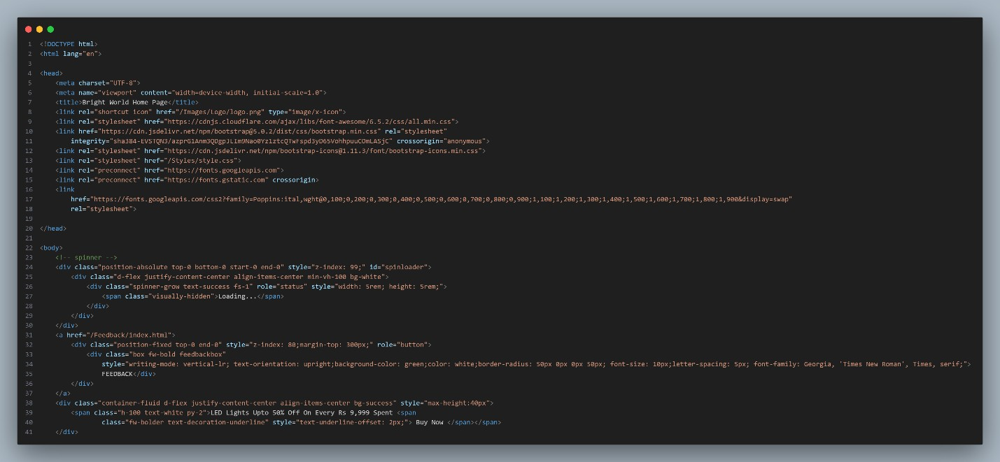 1 <!DOCTYPE html>
2 <html lang="en">
3
4 <head>
5     <meta charset="UTF-8">
6     <meta name="viewport" content="width=device-width, initial-scale=1.0">
7     <title>Bright World Home Page</title>
8     <link rel="shortcut icon" href="/Images/Logo/logo.png" type="image/x-icon">
9     <link rel="stylesheet" href="https://cdnjs.cloudflare.com/ajax/libs/font-awesome/6.5.2/css/all.min.css">
10     <link href="https://cdn.jsdelivr.net/npm/bootstrap@5.0.2/dist/css/bootstrap.min.css" rel="stylesheet"
11         integrity="sha384-EVSTQN3/azprG1Anm3QDgpJLIm9Nao0Yz1ztcQTwFspd3yD65VohhpuuCOmLASjC" crossorigin="anonymous">
12     <link rel="stylesheet" href="https://cdn.jsdelivr.net/npm/bootstrap-icons@1.11.3/font/bootstrap-icons.min.css">
13     <link rel="stylesheet" href="/Styles/style.css">
14     <link rel="preconnect" href="https://fonts.googleapis.com">
15     <link rel="preconnect" href="https://fonts.gstatic.com" crossorigin>
16     <link
17         href="https://fonts.googleapis.com/css2?family=Poppins:ital,wght@0,100;0,200;0,300;0,400;0,500;0,600;0,700;0,800;0,900;1,100;1,200;1,300;1,400;1,500;1,600;1,700;1,800;1,900&display=swap"
18         rel="stylesheet">
19
20 </head>
21
22 <body>
23     <!-- spinner -->
24     <div class="position-absolute top-0 bottom-0 start-0 end-0" style="z-index: 99;" id="spinloader">
25         <div class="d-flex justify-content-center align-items-center min-vh-100 bg-white">
26             <div class="spinner-grow text-success fs-1" role="status" style="width: 5rem; height: 5rem;">
27                 <span class="visually-hidden">Loading...</span>
28             </div>
29         </div>
30     </div>
31     <a href="/Feedback/index.html">
32         <div class="position-fixed top-0 end-0" style="z-index: 80;margin-top: 300px;" role="button">
33             <div class="box fw-bold feedbackbox"
34                 style="writing-mode: vertical-lr; text-orientation: upright;background-color: green;color: white;border-radius: 50px 0px 0px 50px; font-size: 10px;letter-spacing: 5px; font-family: Georgia, 'Times New Roman', Times, serif;">
35                 FEEDBACK</div>
36         </div>
37     </a>
38     <div class="container-fluid d-flex justify-content-center align-items-center bg-success" style="max-height:40px">
39         <span class="h-100 text-white py-2">LED Lights Upto 50% Off On Every Rs 9,999 Spent <span
40                 class="fw-bolder text-decoration-underline" style="text-underline-offset: 2px;"> Buy Now </span></span>
41     </div>